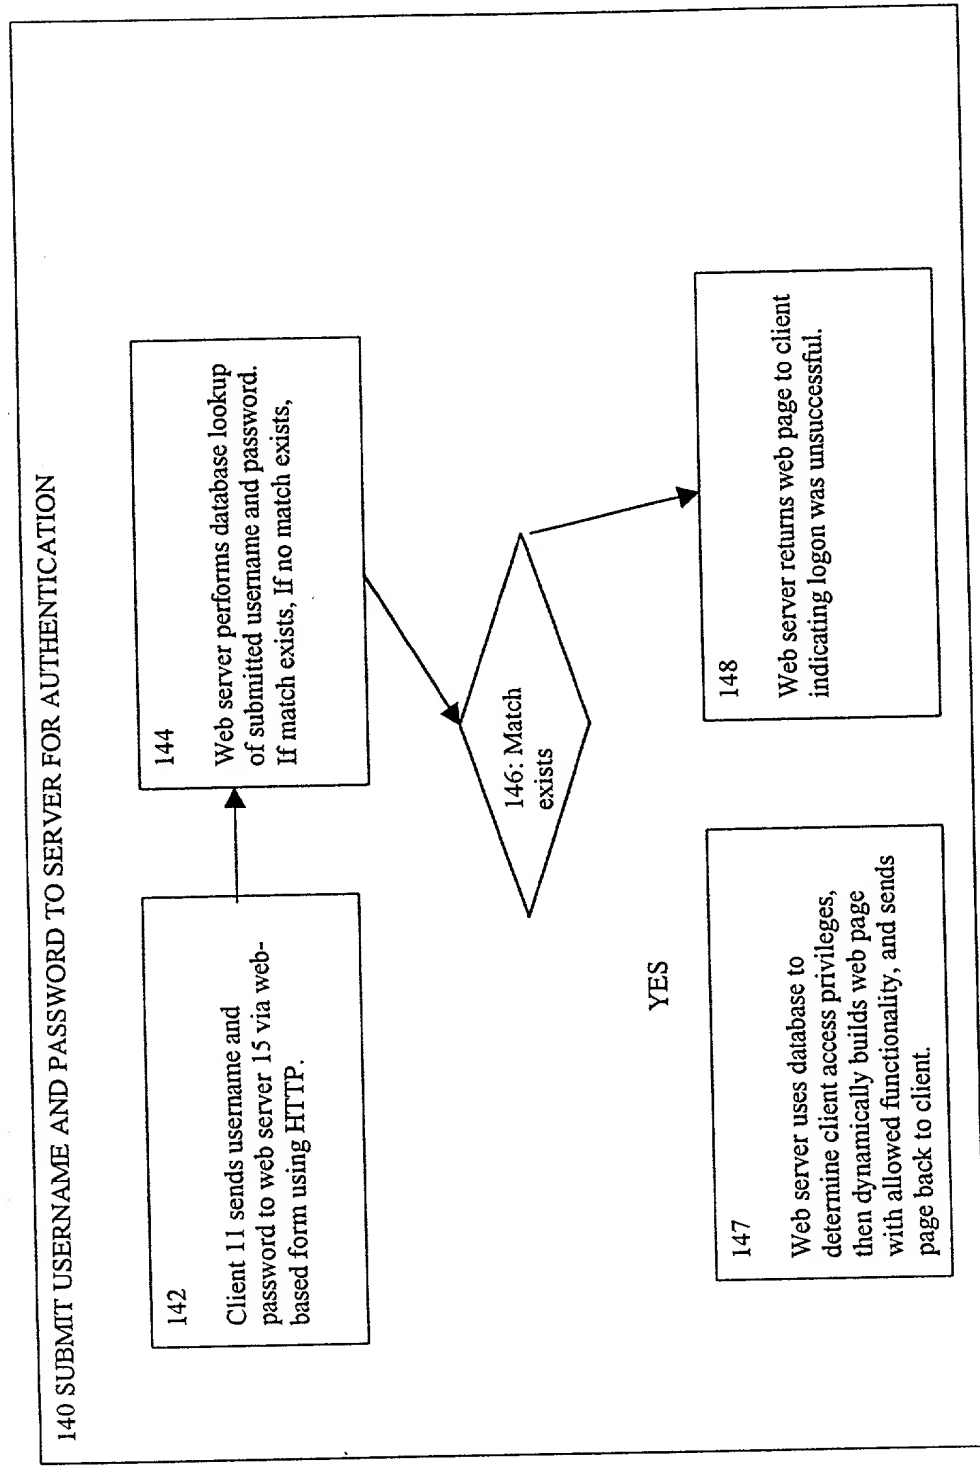 140 SUBMIT USERNAME AND PASSWORD TO SERVER FOR AUTHENTICATION
142
Client 11 sends username and
password to web server 15 via web-
based form using HTTP.
144
Web server performs database lookup
of submitted username and password.
If match exists, If no match exists,
146: Match
exists
YES
147
Web server uses database to
determine client access privileges,
then dynamically builds web page
with allowed functionality, and sends
page back to client.
148
Web server returns web page to client
indicating logon was unsuccessful.